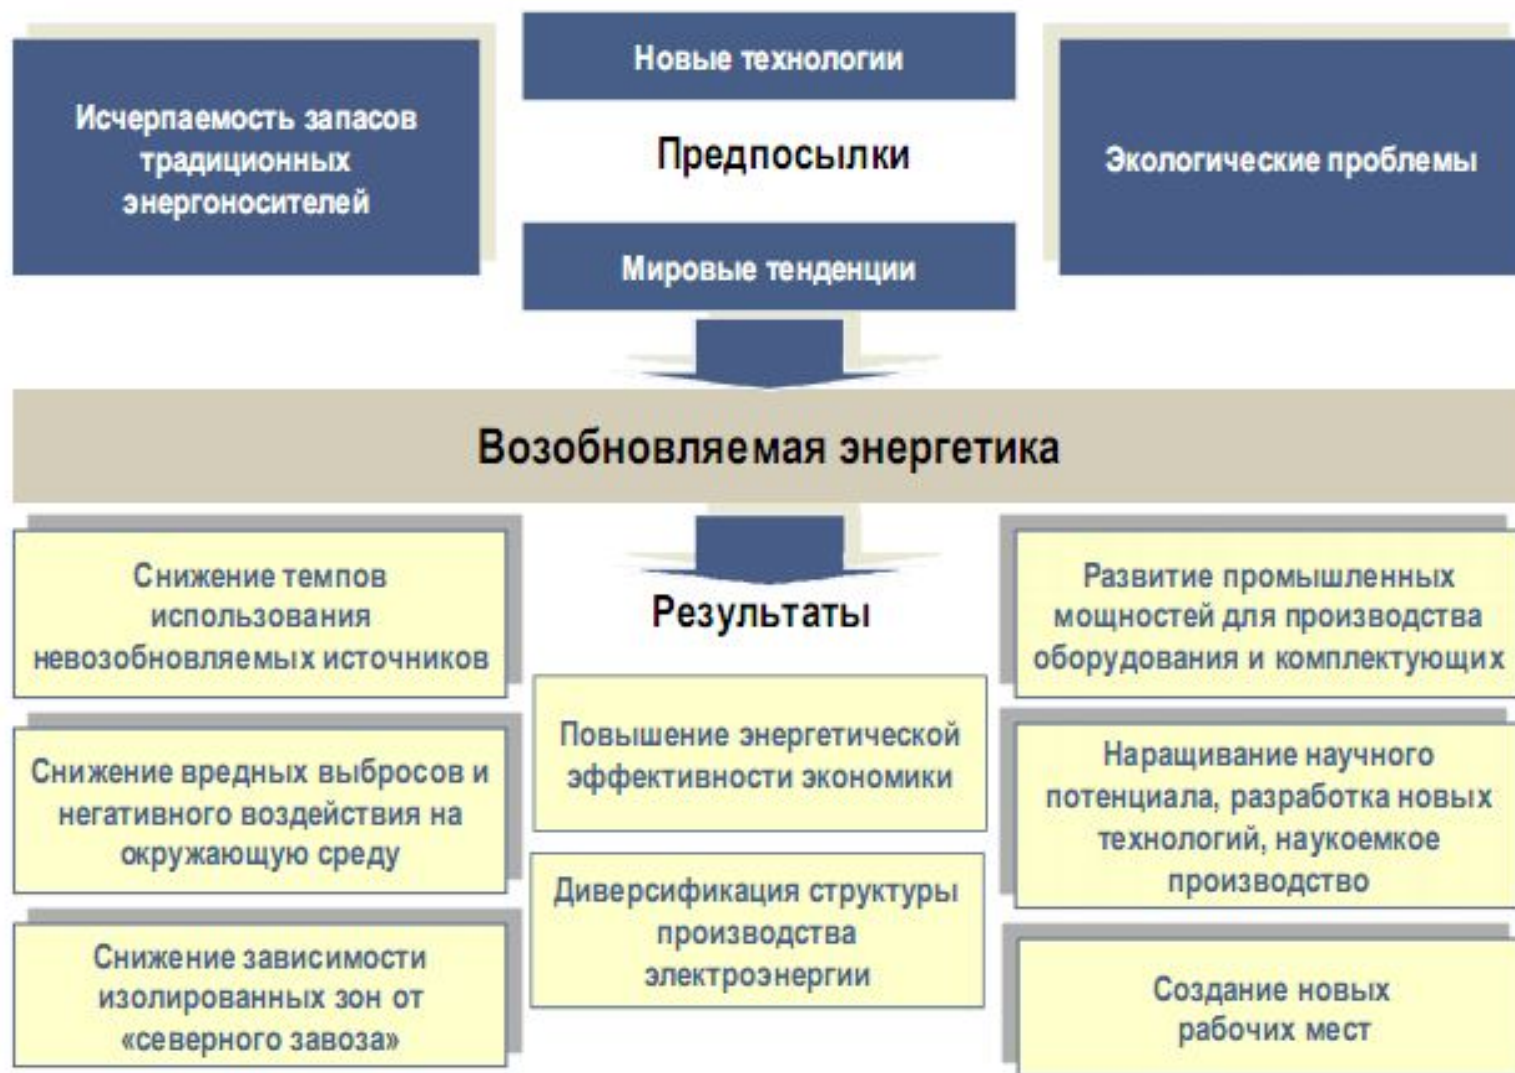 Новые технологии
Исчерпаемость запасов
традиционных
энергоносителей
Предпосылки
Экологические проблемы
Мировые тенденции
Возобновляемая энергетика
Результаты
Снижение темпов
использования
невозобновляемых источников
Снижение вредных выбросов и
негативного воздействия на
окружающую среду
Снижение зависимости
изолированных зон от
«северного завоза»
Повышение энергетической
эффективности экономики
Диверсификация структуры
производства
электроэнергии
Развитие промышленных
мощностей для производства
оборудования и комплектующих
Наращивание научного
потенциала, разработка новых
технологий, наукоемкое
производство
Создание новых
рабочих мест